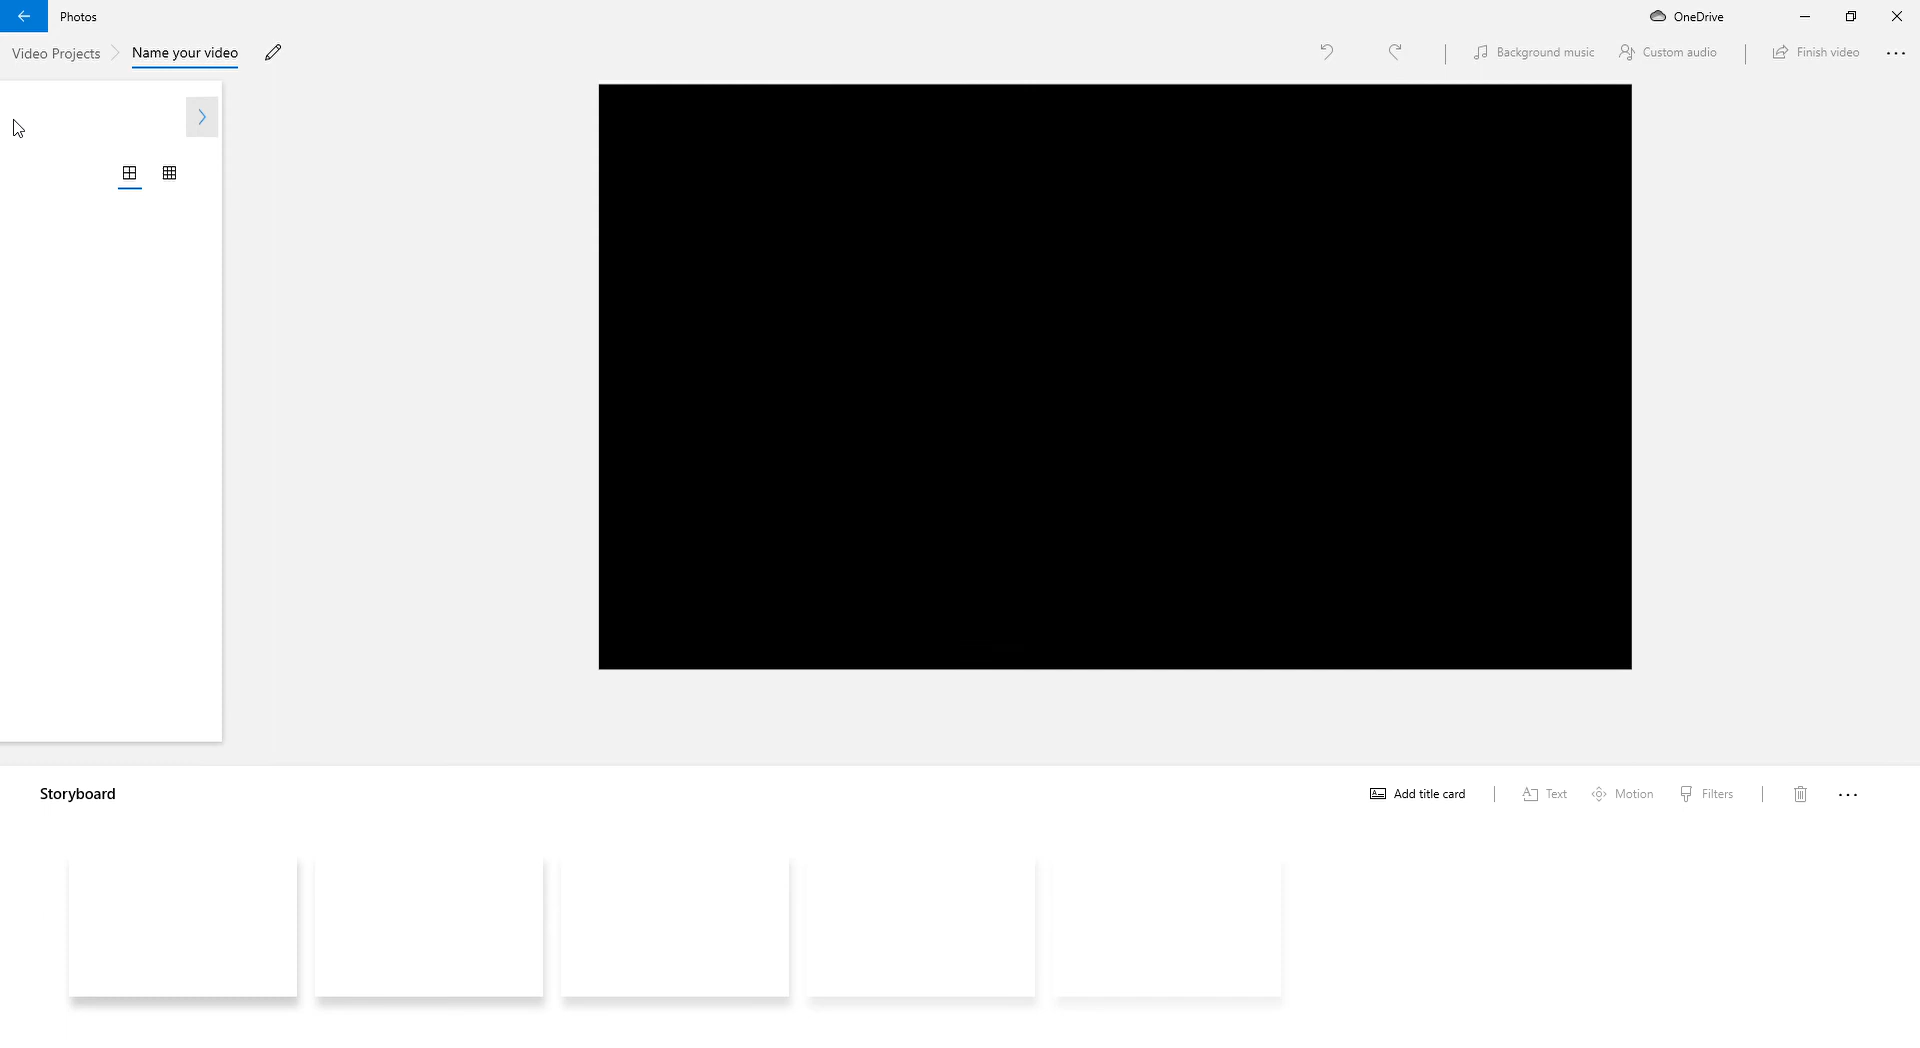 Photos
OneDrive
Video Projects
Name your video
Background music
Custom audio
Finish video
Storyboard
Add title card
Text
Motion
Filters